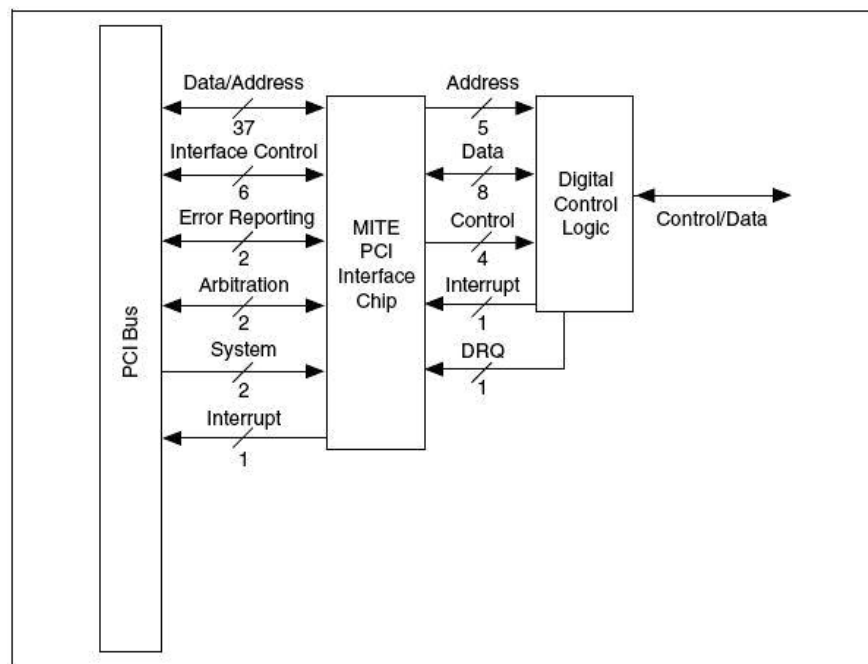 PCI Bus
Data/Address
37
Interface Control
6
Error Reporting
2
Arbitration
2
System
2
Interrupt
1
MITE
PCI
Interface
Chip
Address
5
Data
8
Control
4
Interrupt
1
DRQ
1
Digital
Control
Logic
Control/Data